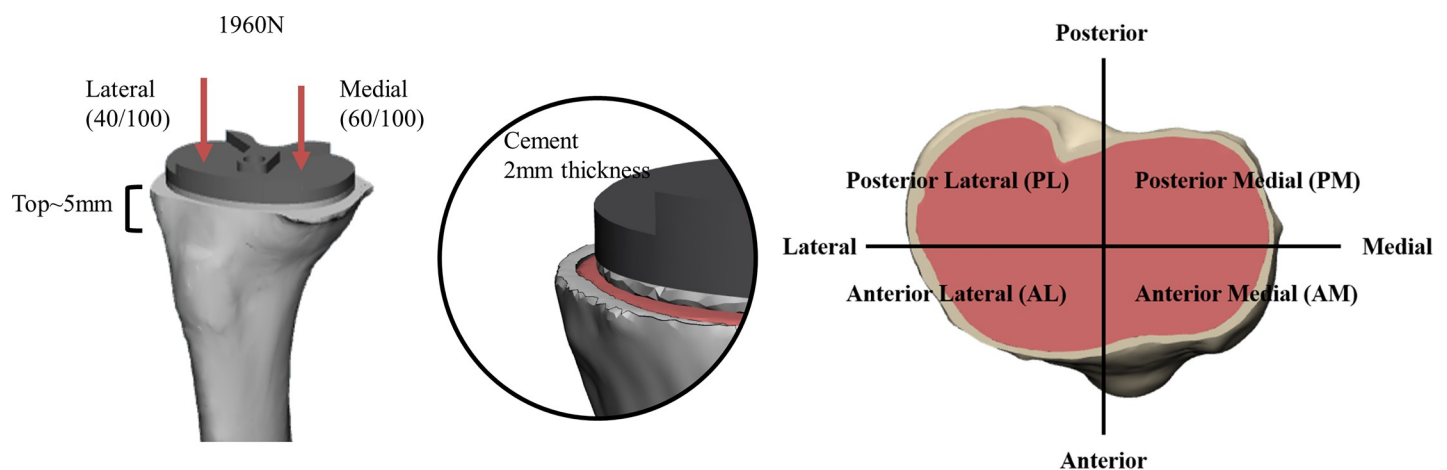 1960N
Lateral
(40/100)
Medial
(60/100)
Top~5mm
Cement
2mm thickness
Posterior
Posterior Lateral (PL)
Posterior Medial (PM)
Lateral
Medial
Anterior Lateral (AL)
Anterior Medial (AM)
Anterior